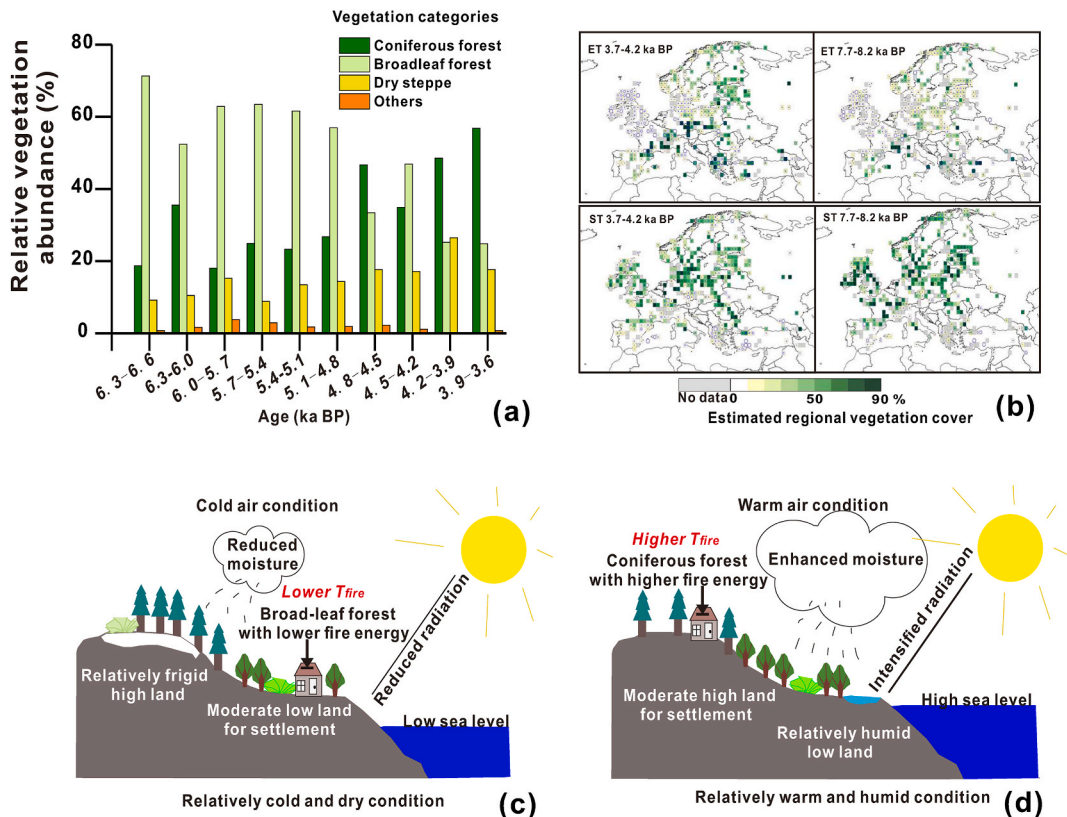 Vegetation categories
Coniferous forest
Broadleaf forest
Dry steppe
Others
Relative vegetation
abundance (%)
80
60
40
20
0
6.3-6.6
6.3-6.0
6.0-5.7
5.7-5.4
5.4-5.1
5.1-4.8
4.8-4.5
4.5-4.2
4.2-3.9
3.9-3.6
Age (ka BP)
(a)
ET 3.7-4.2 ka BP
ET 7.7-8.2 ka BP
ST 3.7-4.2 ka BP
ST 7.7-8.2 ka BP
No data 0 50 90 %
Estimated regional vegetation cover
(b)
Cold air condition
Reduced
moisture
Lower Tfire
Broad-leaf forest
with lower fire energy
Reduced radiation
Relatively frigid
high land
Moderate low land
for settlement
Low sea level
Relatively cold and dry condition
(c)
Warm air condition
Higher Tfire
Coniferous forest
with higher fire energy
Enhanced moisture
Intensified radiation
Moderate high land
for settlement
High sea level
Relatively humid
low land
Relatively warm and humid condition
(d)